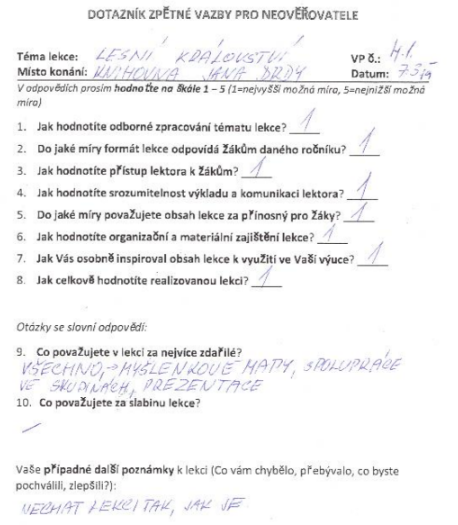 DOTAZNÍK ZPĚTNÉ VAZBY PRO NEOVĚŘOVATELE
Téma lekce: LESNÍ KRÁLOVSTVÍ VP č.: 4.1.
Místo konání: KNIHOVNA JANA DRDY Datum:
V odpovědích prosím hodnoťte na škále 1 – 5 (1=nejvyšší možná míra, 5=nejnižší možná
míra)
1. Jak hodnotíte odborné zpracování tématu lekce? 1
2. Do jaké míry formát lekce odpovídá žákům daného ročníku? 1
3. Jak hodnotíte přístup lektora k žákům? 1
4. Jak hodnotíte srozumitelnost výkladu a komunikaci lektora? 1
5. Do jaké míry považujete obsah lekce za přínosný pro žáky? 1
6. Jak hodnotíte organizační a materiální zajištění lekce? 1
7. Jak Vás osobně inspiroval obsah lekce k využití ve Vaší výuce? 1
8. Jak celkově hodnotíte realizovanou lekci? 1
Otázky se slovní odpovědí:
9. Co považujete v lekci za nejvíce zdařilé?
VŠECHNO, → MYŠLENKOVÉ MAPY, SPOLUPRÁCE
VE SKUPINÁCH, PREZENTACE
10. Co považujete za slabinu lekce?
/
Vaše případné další poznámky k lekci (Co vám chybělo, přebývalo, co byste
pochválili, zlepšili?):
NECHAT LEKCI TAK, JAK JE